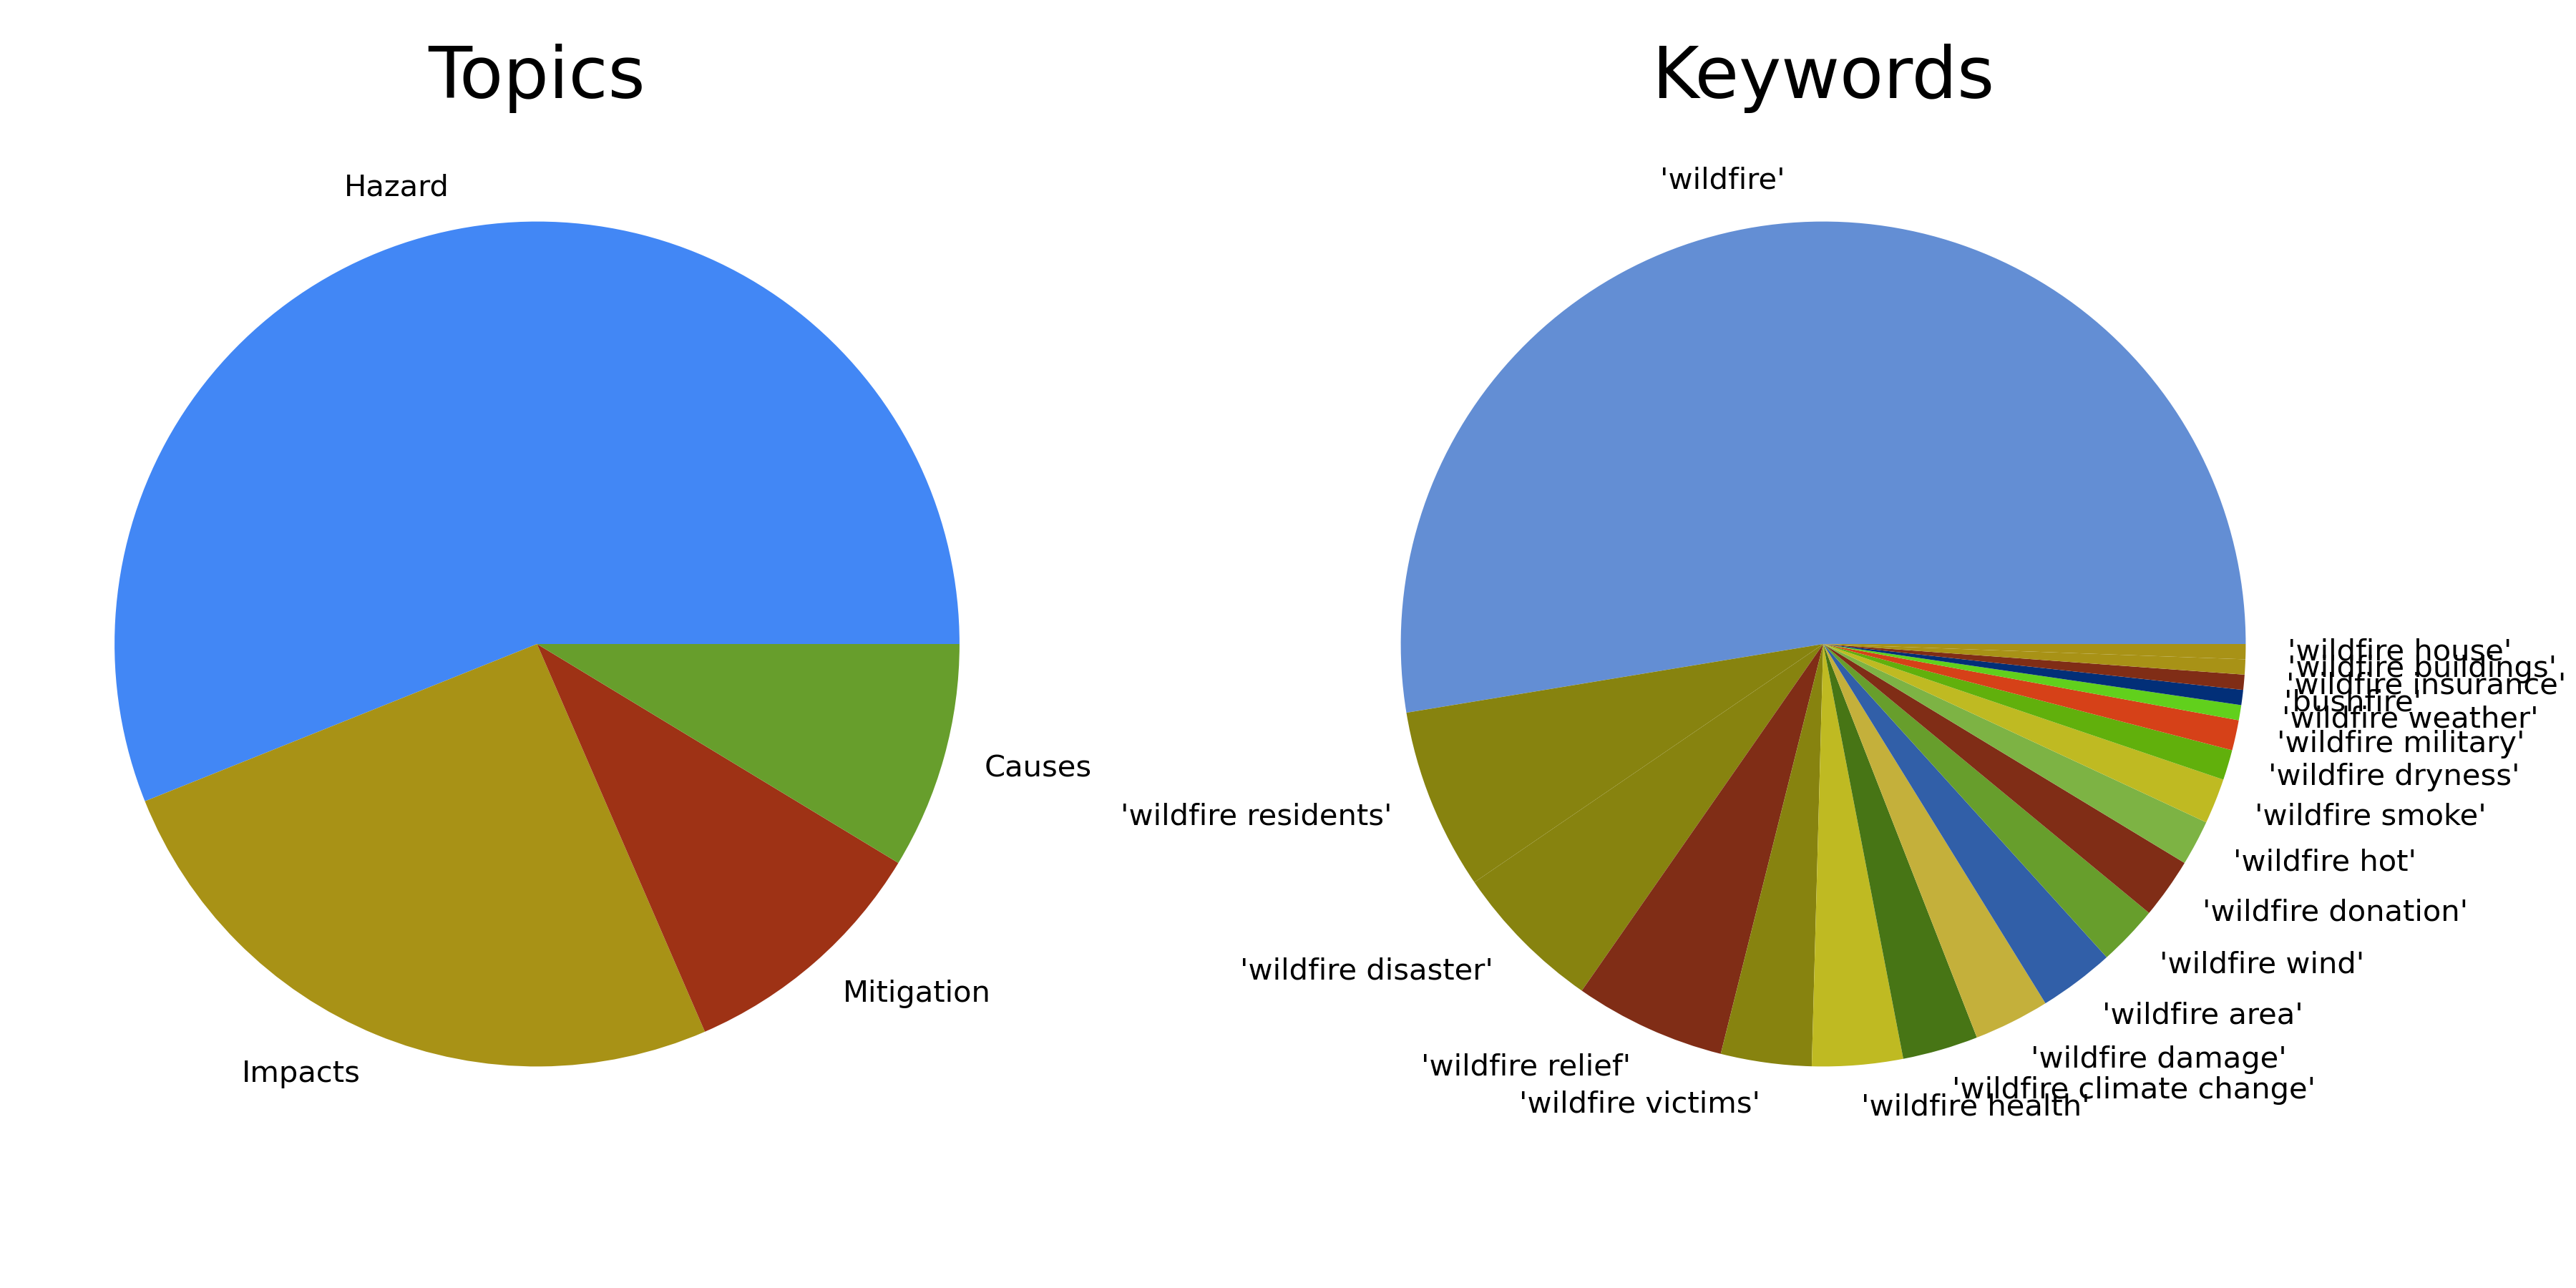 Topics
Hazard
Causes
Mitigation
Impacts
Keywords
'wildfire'
'wildfire house'
'wildfire buildings'
'wildfire insurance'
'bushfire'
'wildfire weather'
'wildfire military'
'wildfire dryness'
'wildfire smoke'
'wildfire hot'
'wildfire donation'
'wildfire wind'
'wildfire area'
'wildfire damage'
'wildfire climate change'
'wildfire health'
'wildfire victims'
'wildfire relief'
'wildfire disaster'
'wildfire residents'